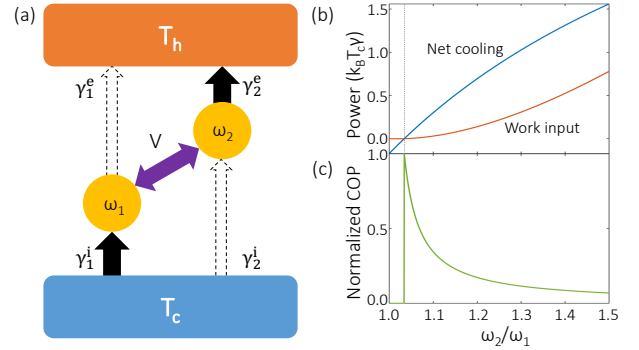 (a)
T_h
γ_1^e
γ_2^e
ω_2
V
ω_1
γ_1^i
γ_2^i
T_c
(b)
Power (k_BT_cγ)
1.5
1.0
0.5
0.0
Net cooling
Work input
(c)
Normalized COP
1.0
0.0
1.0 1.1 1.2 1.3 1.4 1.5
ω_2/ω_1